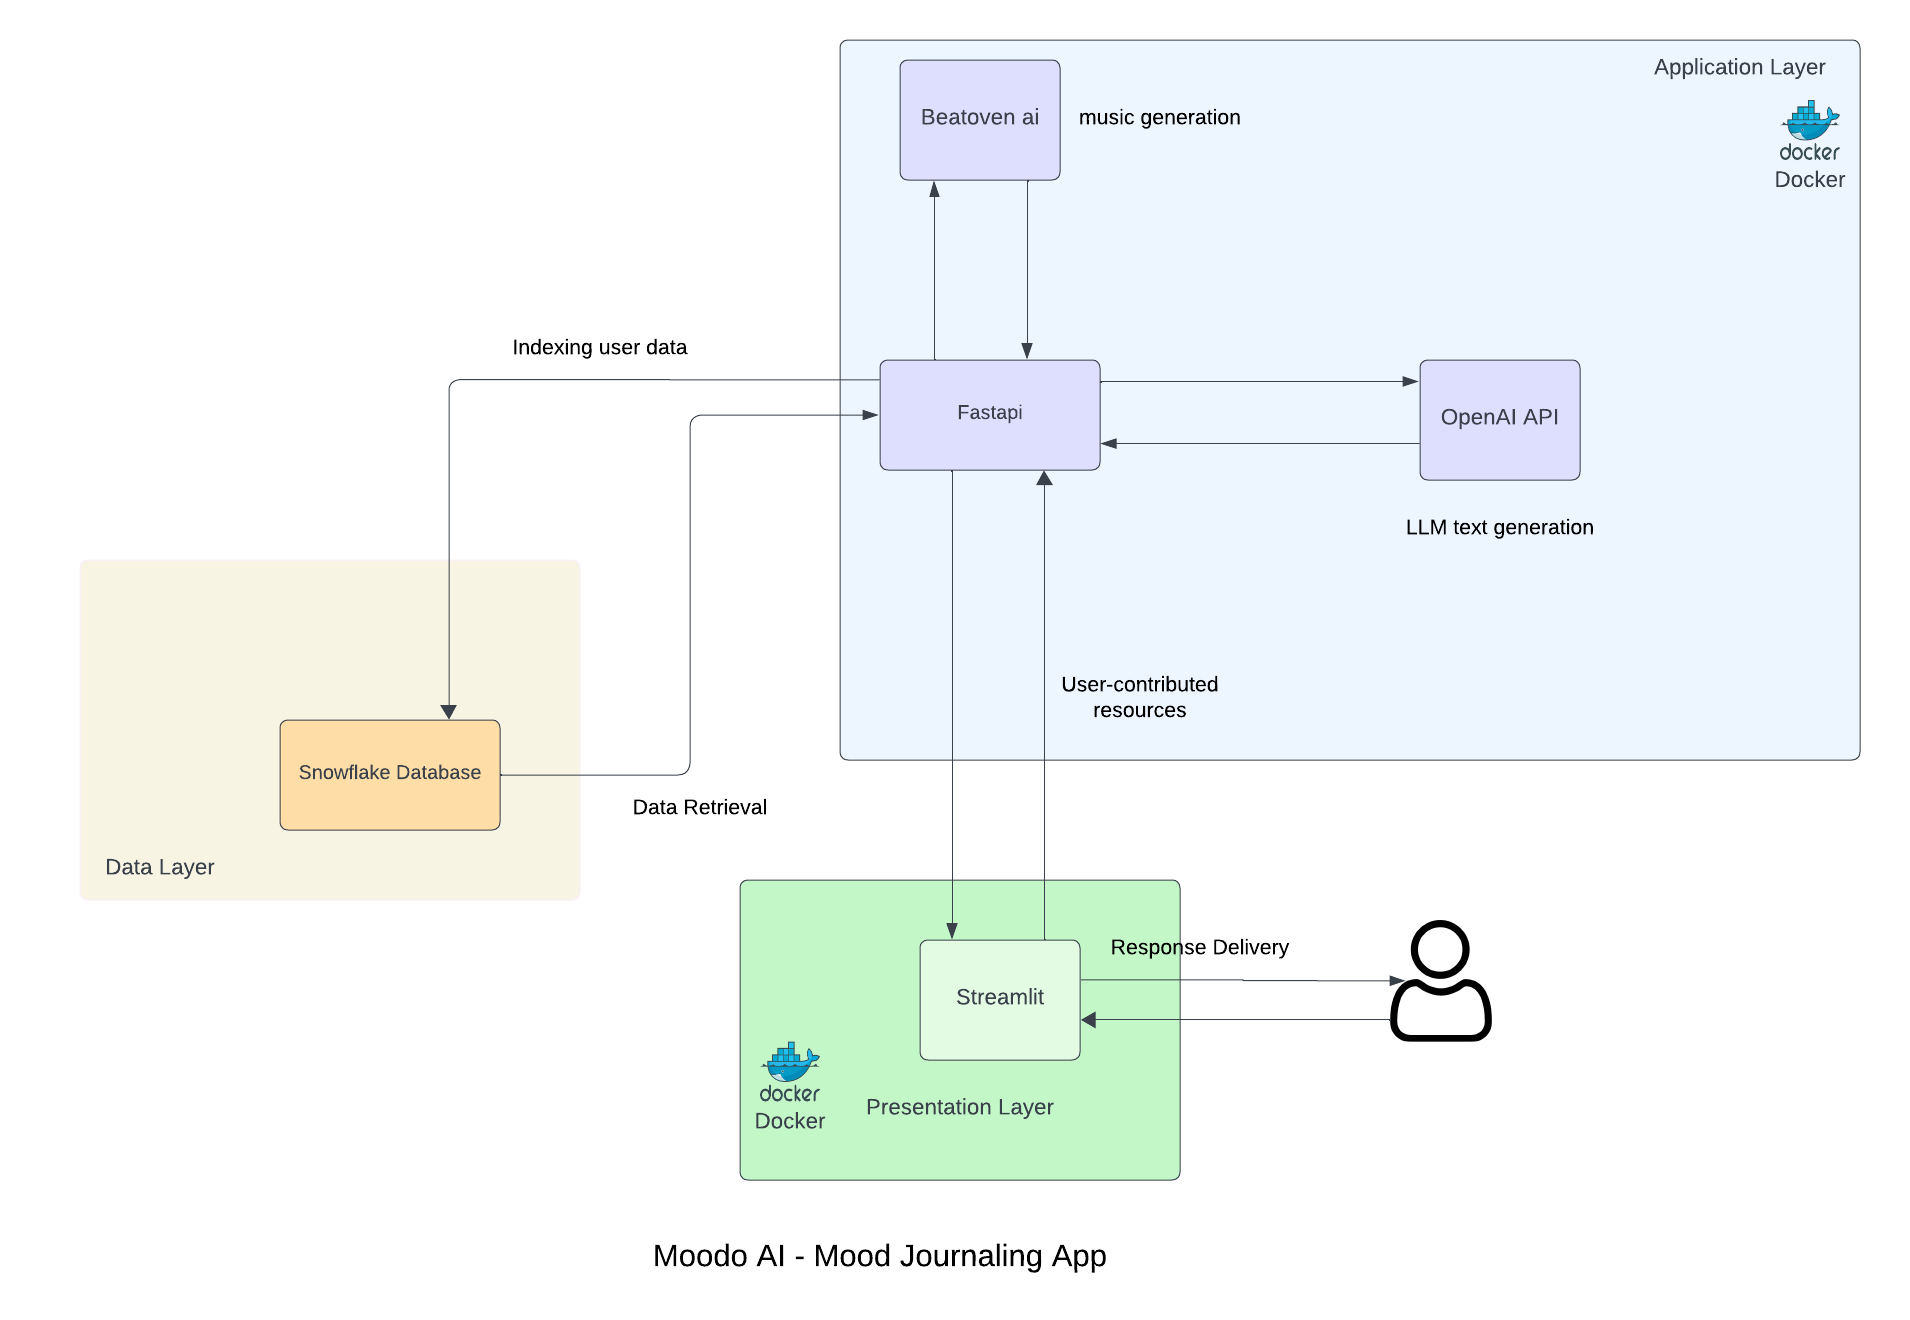 Application Layer
Beatoven ai
music generation
docker
Docker
Indexing user data
Fastapi
OpenAI API
LLM text generation
User-contributed
resources
Snowflake Database
Data Retrieval
Data Layer
Response Delivery
Streamlit
docker
Docker
Presentation Layer
Moodo AI - Mood Journaling App